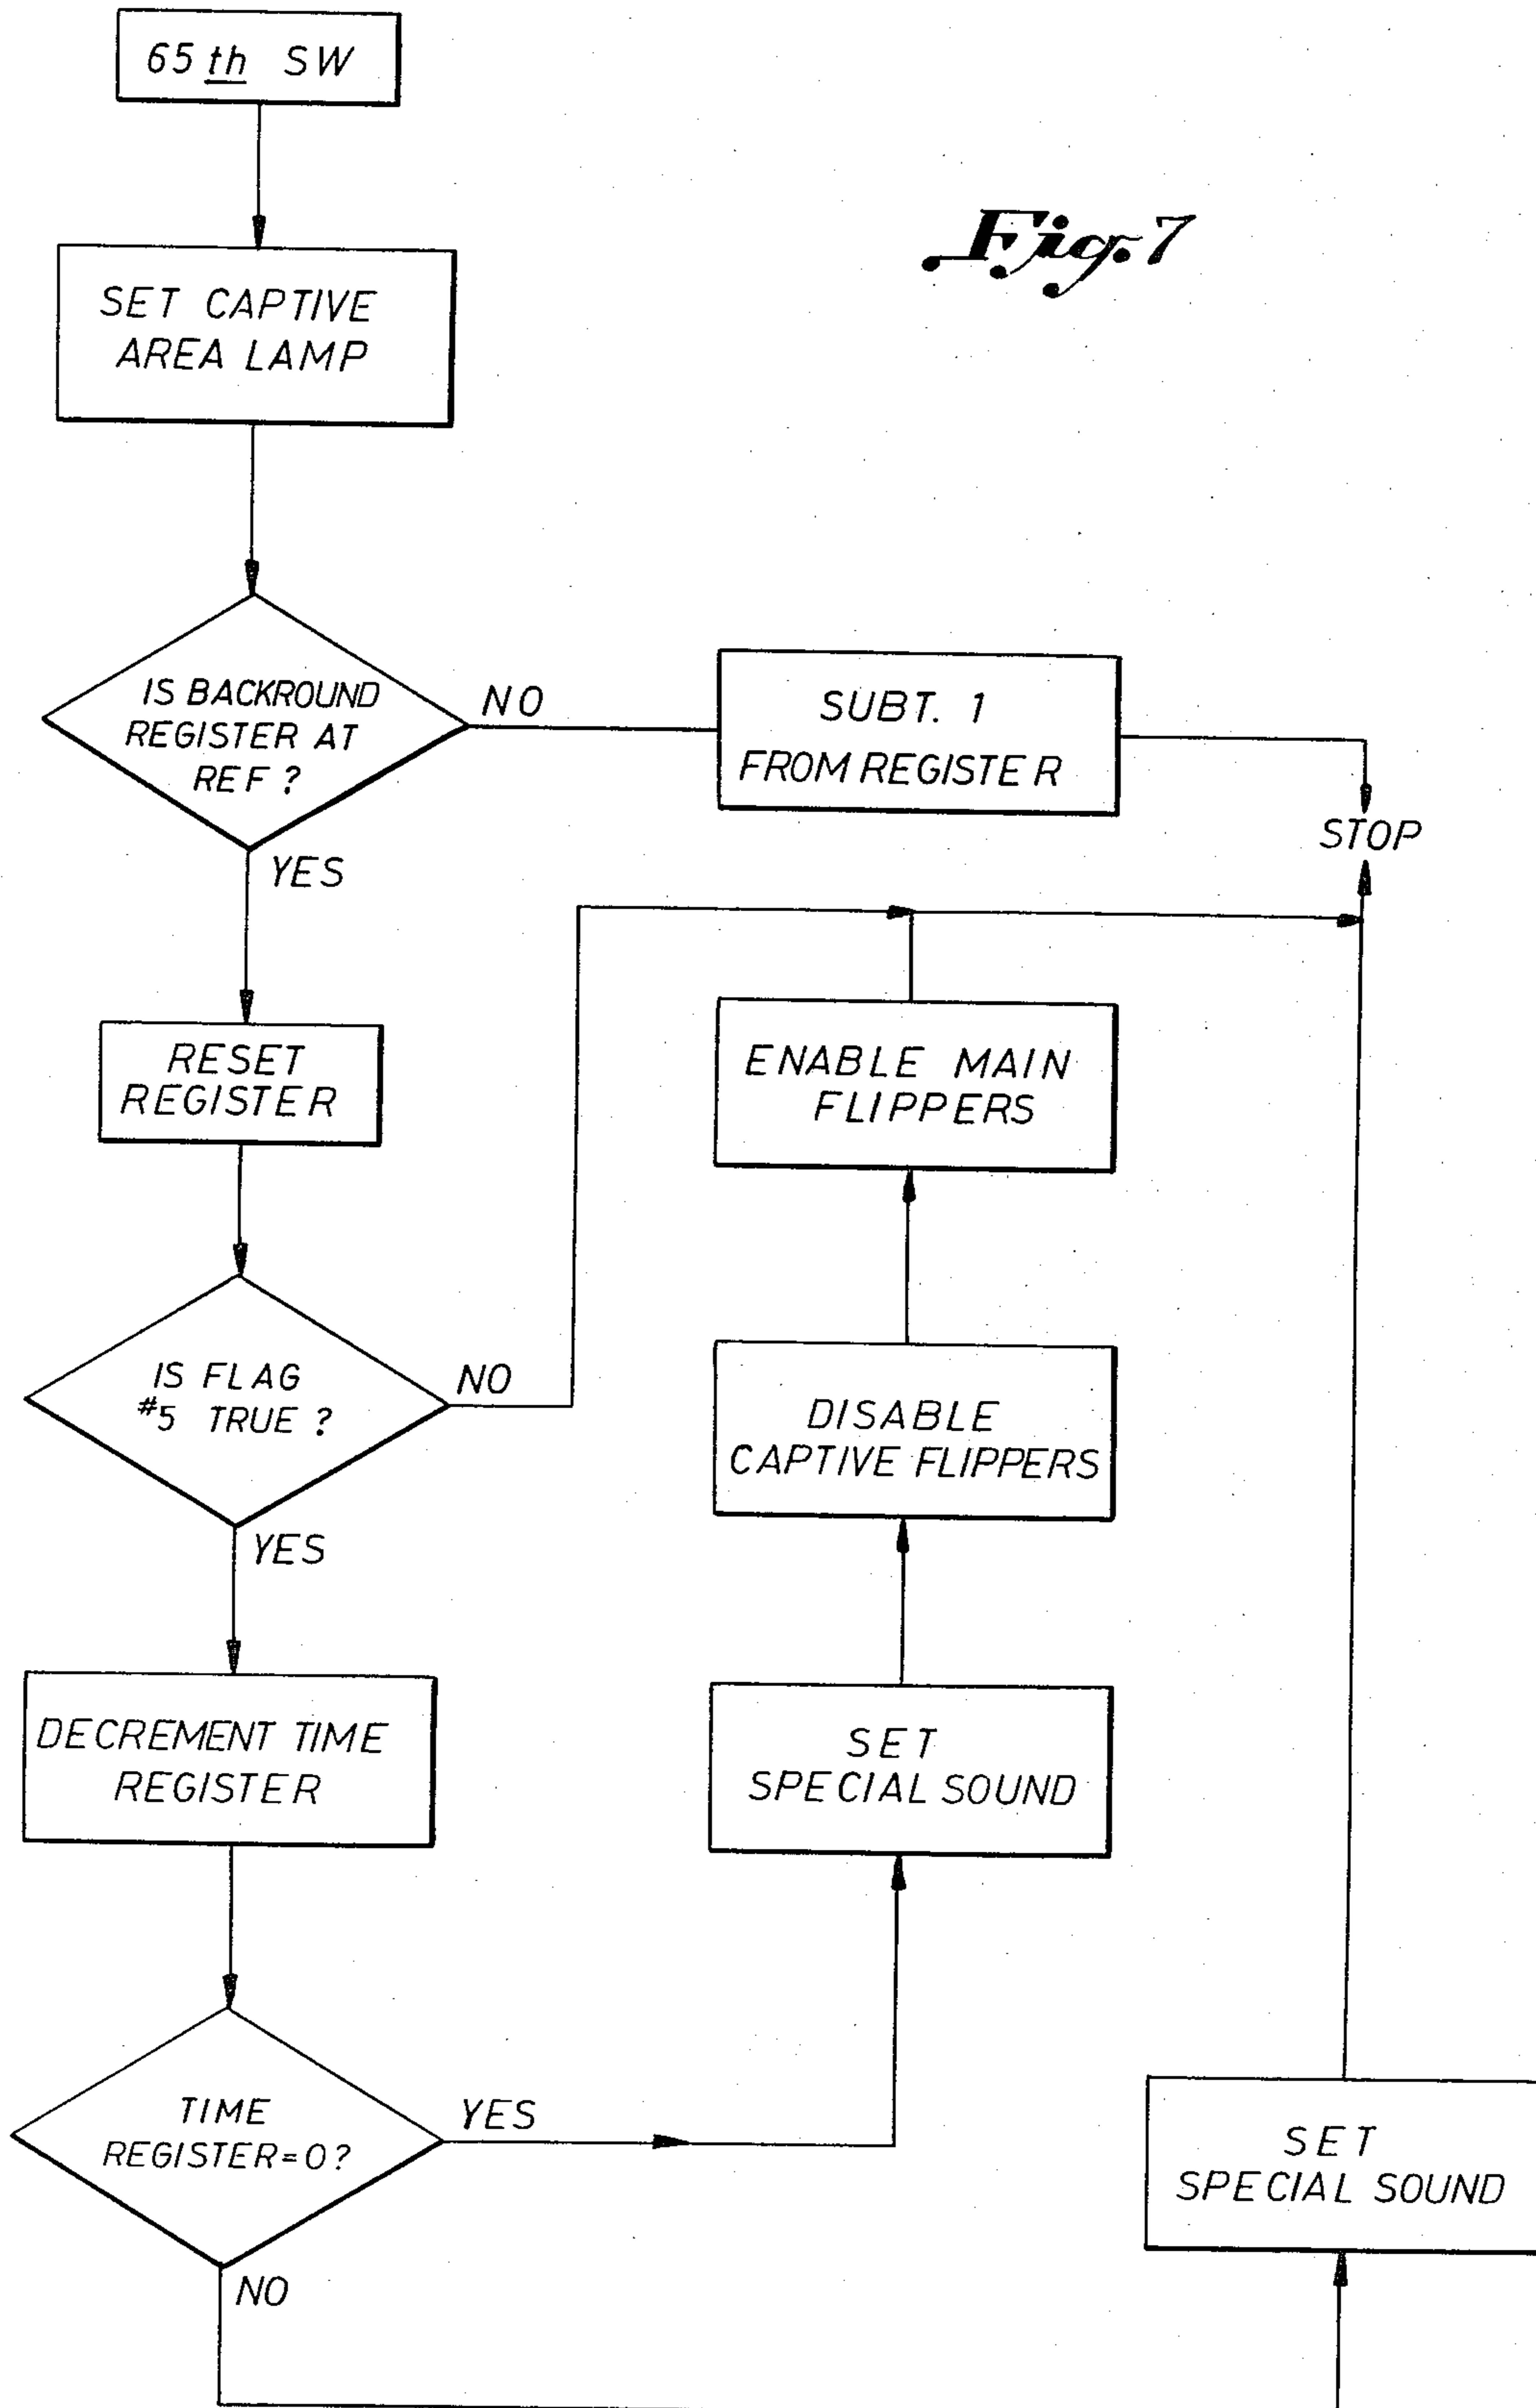 65 th SW
Fig. 7
SET CAPTIVE
AREA LAMP
IS BACKROUND
REGISTER AT
REF ?
NO
SUBT. 1
FROM REGISTER
STOP
YES
RESET
REGISTER
ENABLE MAIN
FLIPPERS
IS FLAG
#5 TRUE ?
NO
DISABLE
CAPTIVE FLIPPERS
YES
DECREMENT TIME
REGISTER
SET
SPECIAL SOUND
TIME
REGISTER=0?
YES
NO
SET
SPECIAL SOUND